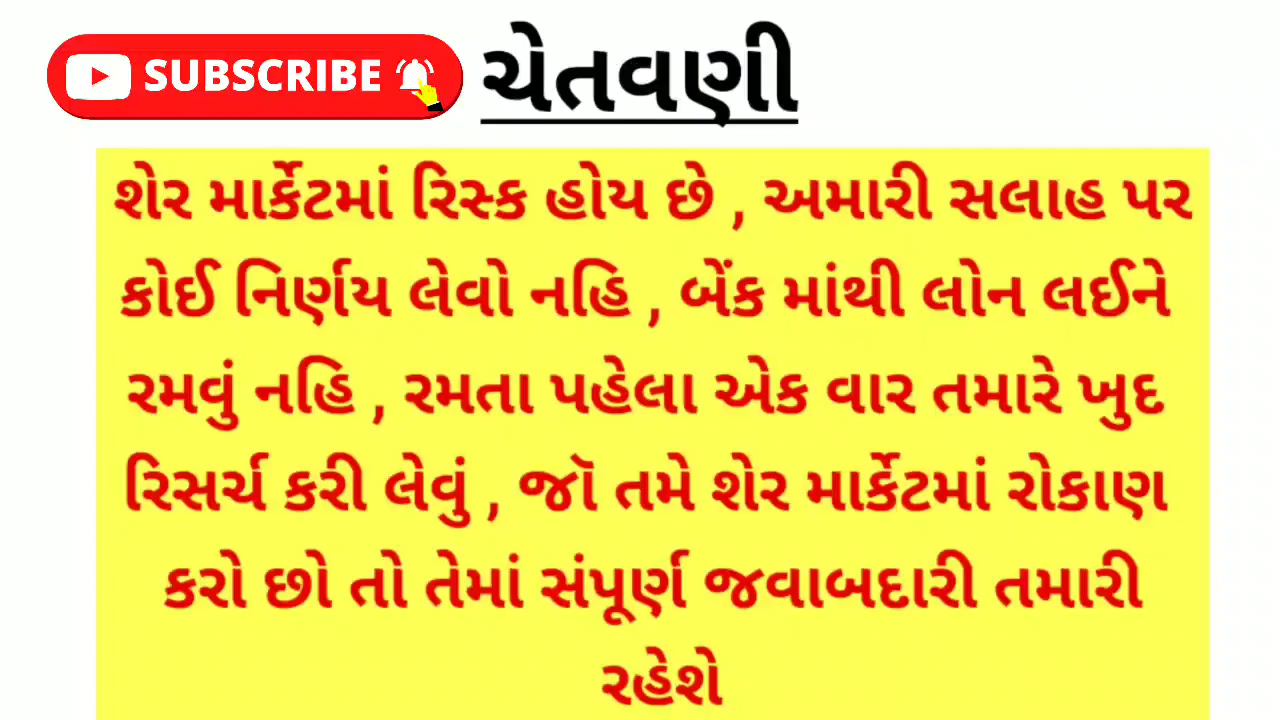 SUBSCRIBE
ચેતવણી
શેર માર્કેટમાં રિસ્ક હોય છે , અમારી સલાહ પર
કોઈ નિર્ણય લેવો નહિ , બેંક માંથી લોન લઈને
રમવું નહિ , રમતા પહેલા એક વાર તમારે ખુદ
રિસર્ચ કરી લેવું , જૉ તમે શેર માર્કેટમાં રોકાણ
કરો છો તો તેમાં સંપૂર્ણ જવાબદારી તમારી
રહેશે